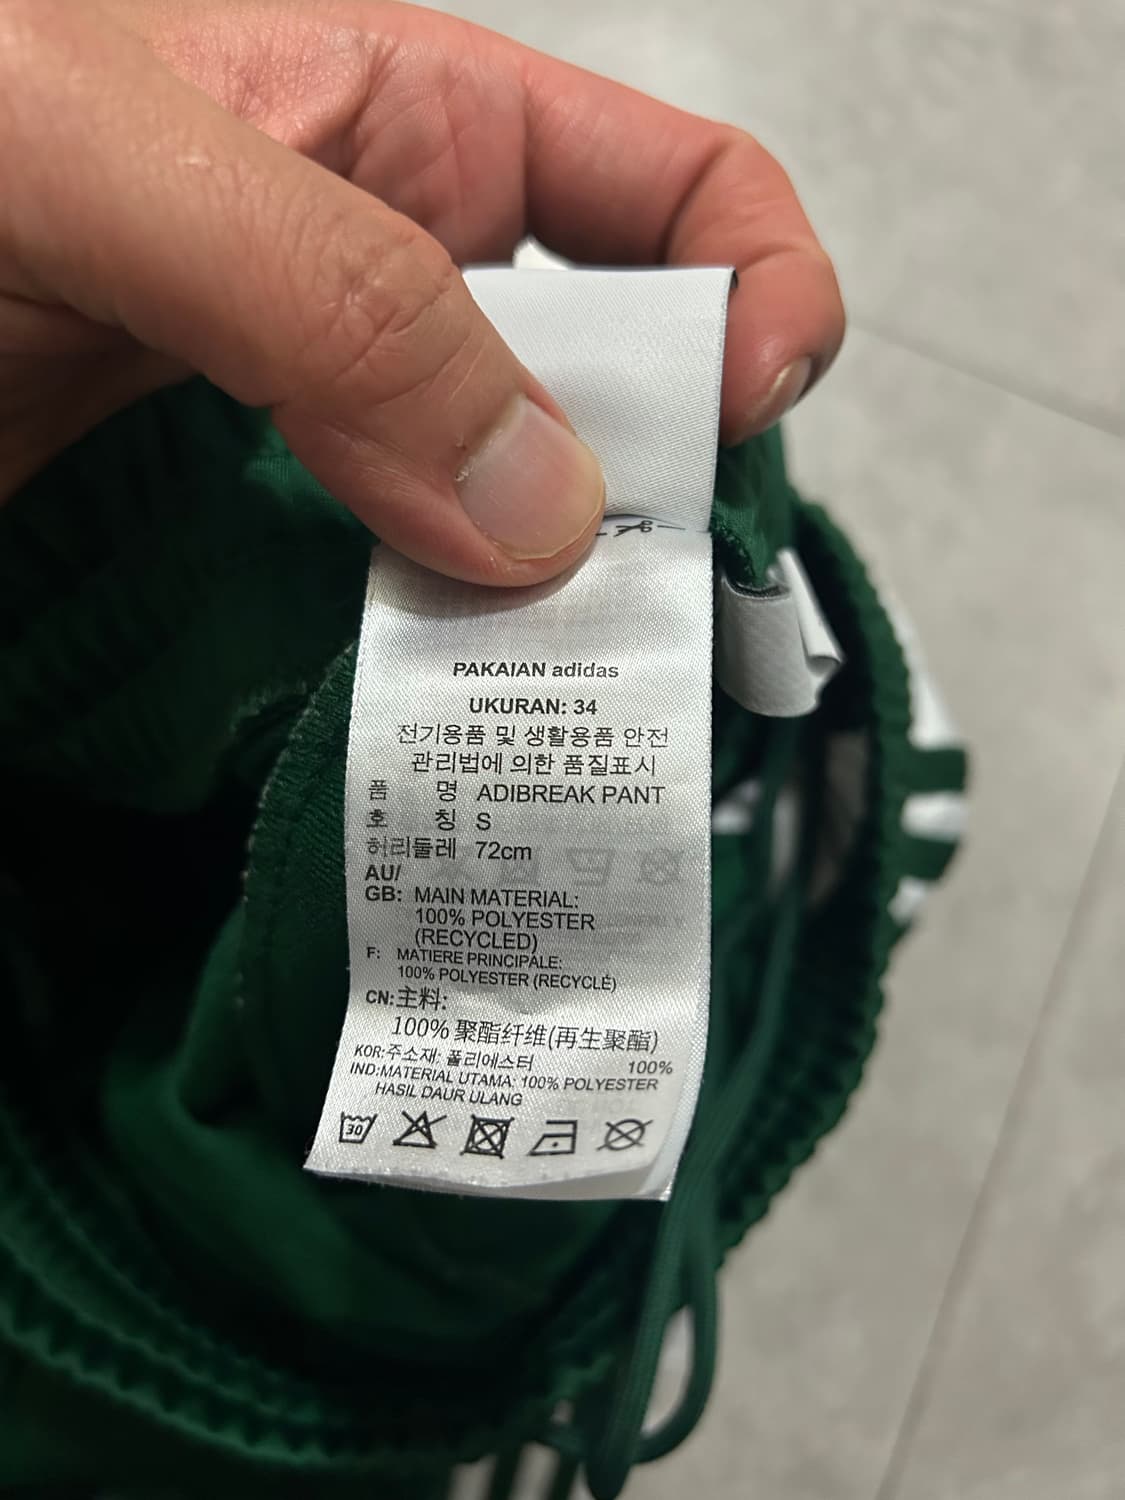 PAKAIAN adidas
UKURAN: 34
전기용품 및 생활용품 안전
관리법에 의한 품질표시
품 명 ADIBREAK PANT
호 칭 S
허리둘레 72cm
AU/
GB: MAIN MATERIAL:
100% POLYESTER
(RECYCLED)
F: MATIERE PRINCIPALE:
100% POLYESTER (RECYCLÉ)
CN:主料:
100% 聚酯纤维(再生聚酯)
KOR:주소재: 폴리에스터 100%
IND:MATERIAL UTAMA: 100% POLYESTER
HASIL DAUR ULANG
30